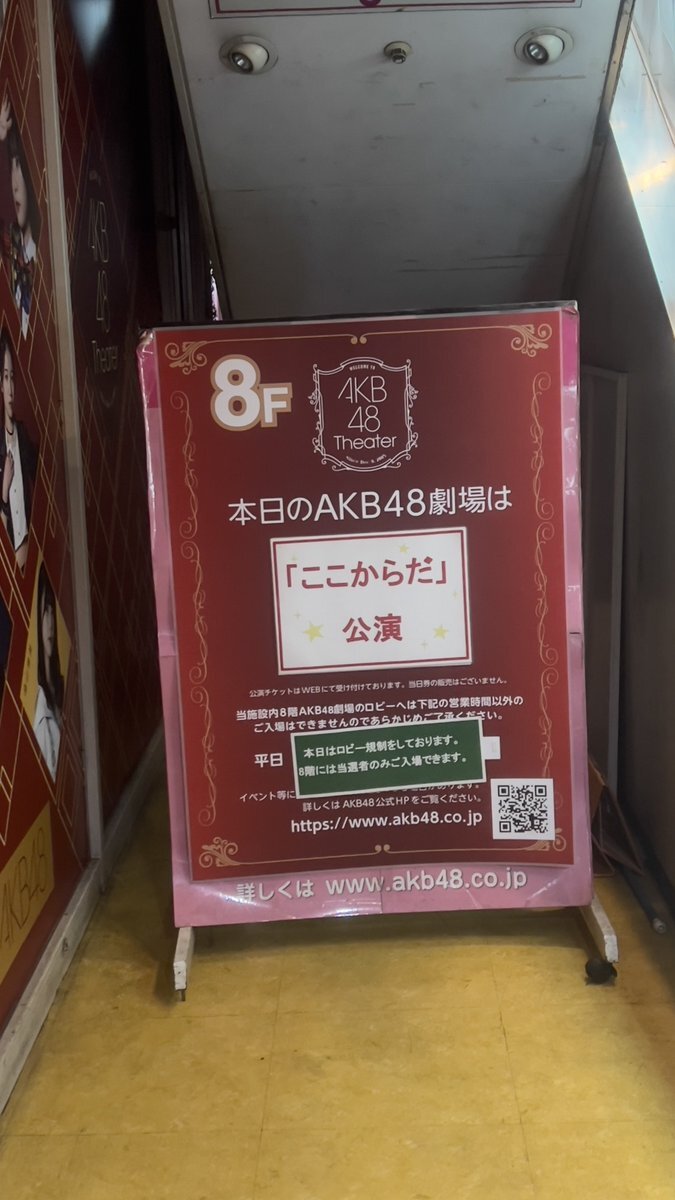 8F
WELCOME TO
AKB
48
Theater
本日のAKB48劇場は
「ここからだ」
公演
公演チケットはWEBにて受け付けております。当日券の販売はございません。
当施設内8階AKB48劇場のロビーへは下記の営業時間以外の
ご入場はできませんのであらかじめご了承ください。
平日
本日はロビー規制をしております。
8階には当選者のみご入場できます。
イベント等に
詳しくはAKB48公式HPをご覧ください。
https://www.akb48.co.jp
詳しくは www.akb48.co.jp
AKB
48
Theater
AKB48